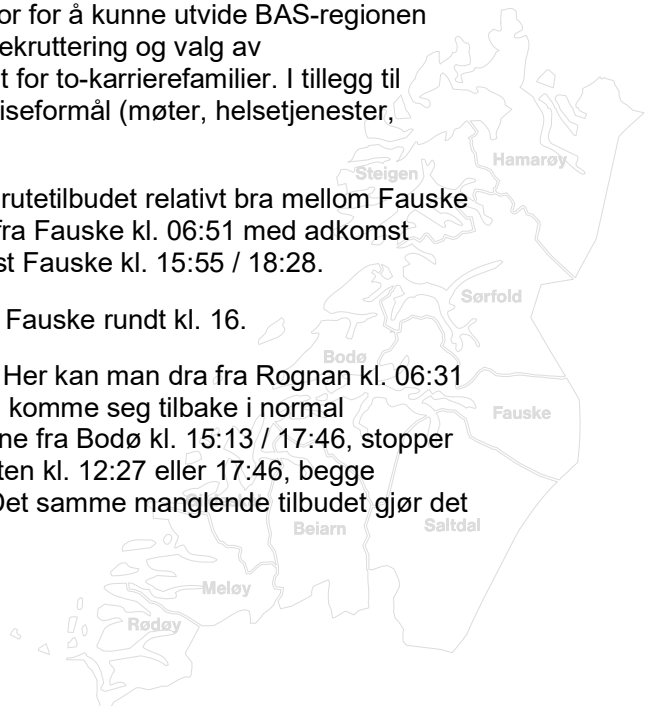 or for å kunne utvide BAS-regionen
ekruttering og valg av
t for to-karrierefamilier. I tillegg til
iseformål (møter, helsetjenester,
Steigen
Hamarøy
rutetilbudet relativt bra mellom Fauske
fra Fauske kl. 06:51 med adkomst
st Fauske kl. 15:55 / 18:28.
Sørfold
Fauske rundt kl. 16.
Bodø
Her kan man dra fra Rognan kl. 06:31
komme seg tilbake i normal
Fauske
ne fra Bodø kl. 15:13 / 17:46, stopper
ten kl. 12:27 eller 17:46, begge
Det samme manglende tilbudet gjør det
Beiarn
Saltdal
Meløy
Rødøy